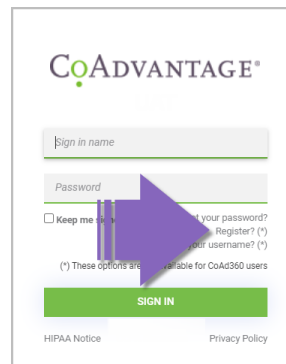 CoAdvantage®
Sign in name
Password
Keep me your password?
Register? (*)
your username? (*)
(*) These options are available for CoAd360 users
SIGN IN
HIPAA Notice Privacy Policy